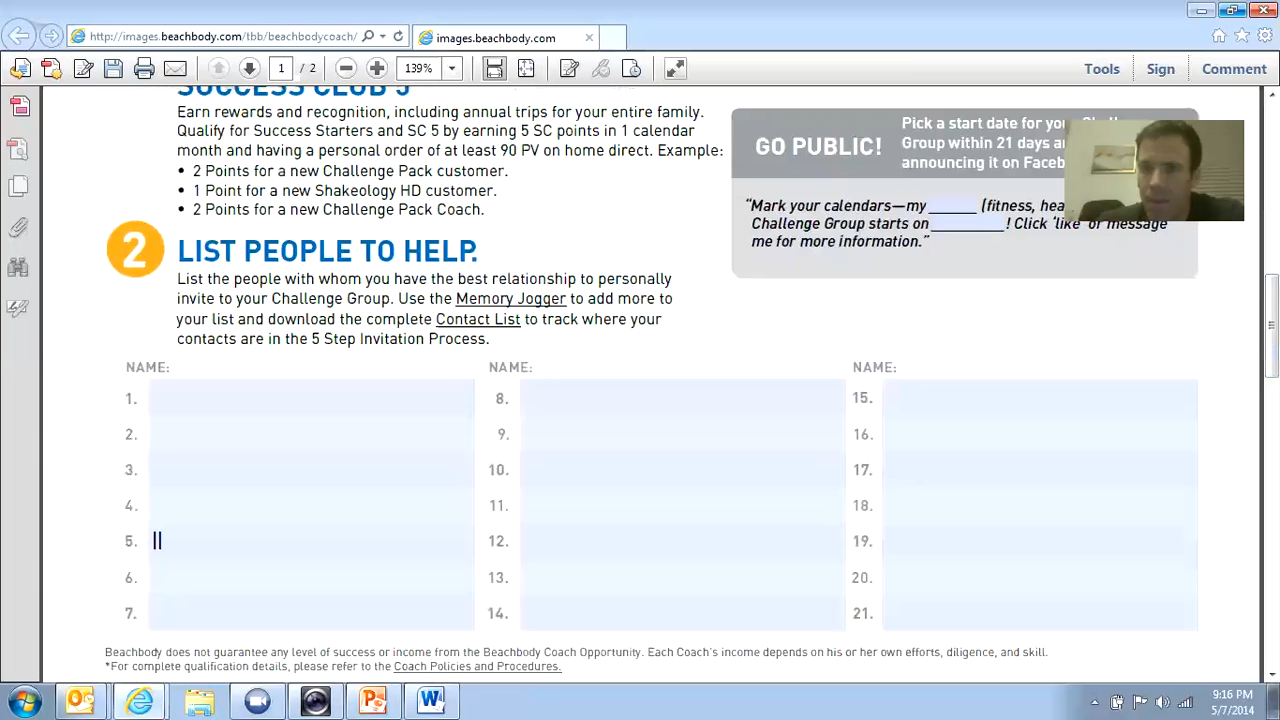 http://images.beachbody.com/tbb/beachbodycoach/
images.beachbody.com
1 / 2
139%
Tools
Sign
Comment
SUCCESS CLUB 5
Earn rewards and recognition, including annual trips for your entire family.
Qualify for Success Starters and SC 5 by earning 5 SC points in 1 calendar
month and having a personal order of at least 90 PV on home direct. Example:
• 2 Points for a new Challenge Pack customer.
• 1 Point for a new Shakeology HD customer.
• 2 Points for a new Challenge Pack Coach.
GO PUBLIC!
Pick a start date for
Group within 21 days
announcing it on
"Mark your calendars—my ______ (fitness,
Challenge Group starts on _________! Click 'like' or message
me for more information."
2
LIST PEOPLE TO HELP.
List the people with whom you have the best relationship to personally
invite to your Challenge Group. Use the Memory Jogger to add more to
your list and download the complete Contact List to track where your
contacts are in the 5 Step Invitation Process.
NAME:
1.
2.
3.
4.
5.
6.
7.
NAME:
8.
9.
10.
11.
12.
13.
14.
NAME:
15.
16.
17.
18.
19.
20.
21.
Beachbody does not guarantee any level of success or income from the Beachbody Coach Opportunity. Each Coach's income depends on his or her own efforts, diligence, and skill.
*For complete qualification details, please refer to the Coach Policies and Procedures.
9:16 PM
5/7/2014